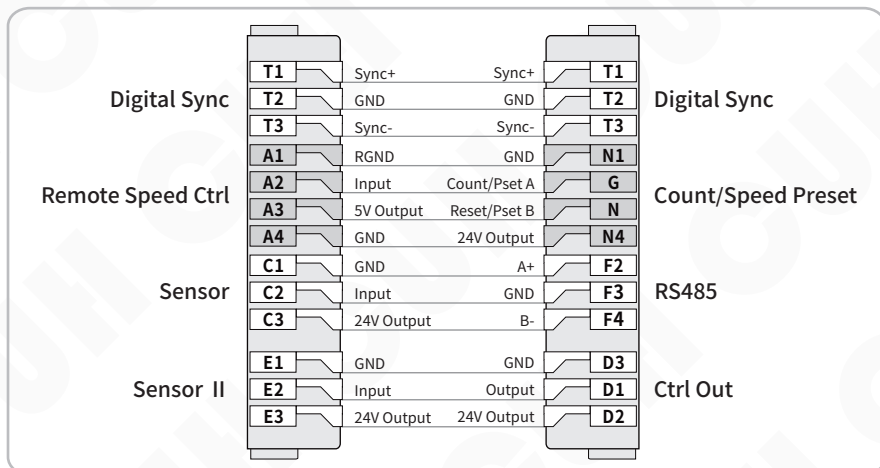 T1 Sync+ Sync+ T1
Digital Sync T2 GND GND T2 Digital Sync
T3 Sync- Sync- T3
A1 RGND GND N1
Remote Speed Ctrl A2 Input Count/Pset A G Count/Speed Preset
A3 5V Output Reset/Pset B N
A4 GND 24V Output N4
C1 GND A+ F2
Sensor C2 Input GND F3 RS485
C3 24V Output B- F4
E1 GND GND D3
Sensor II E2 Input Output D1 Ctrl Out
E3 24V Output 24V Output D2